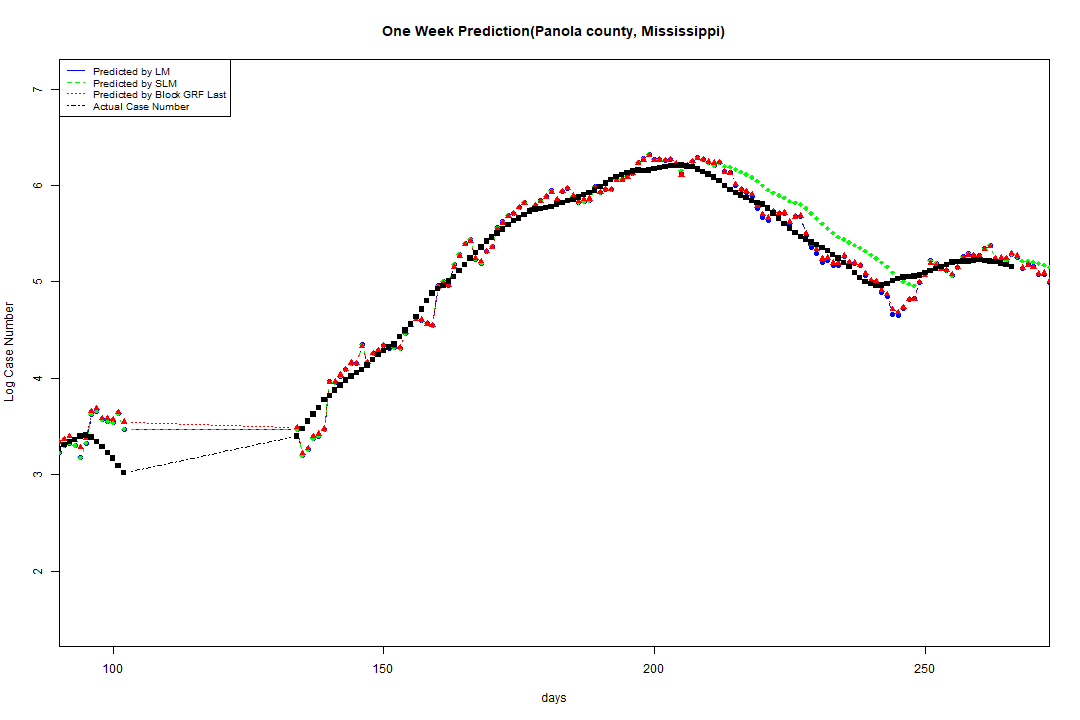 One Week Prediction(Panola county, Mississippi)
Predicted by LM
Predicted by SLM
Predicted by Block GRF Last
Actual Case Number
7
6
5
4
3
2
Log Case Number
100 150 200 250
days